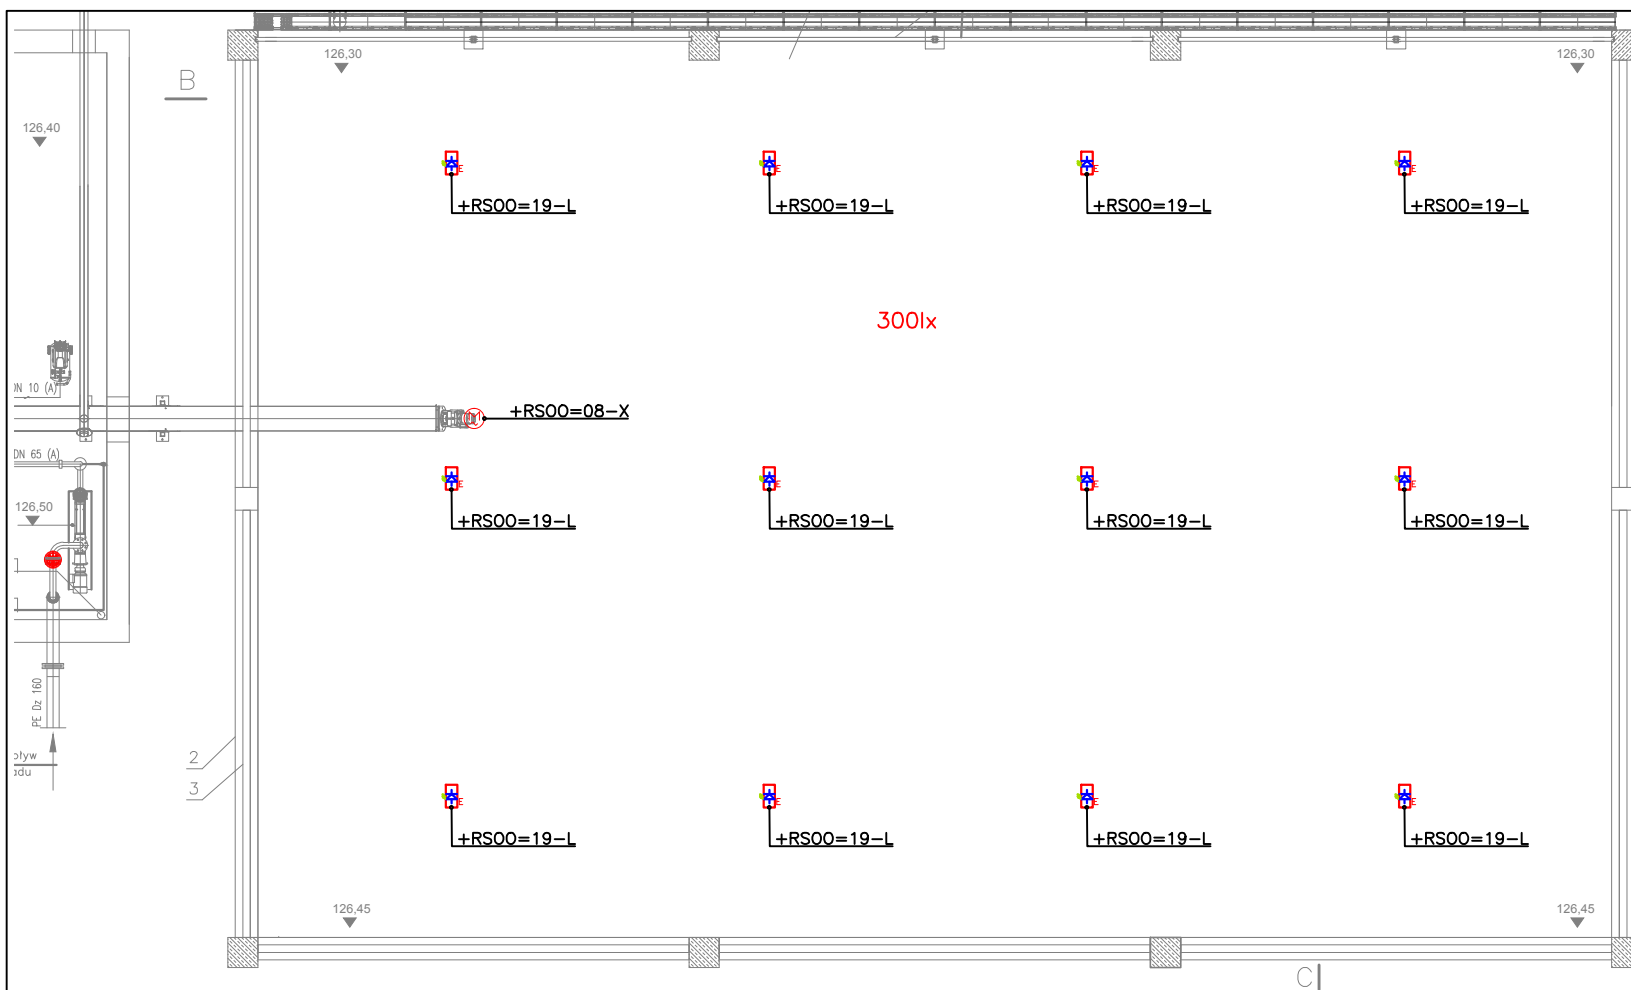 126,30
126,30
B
126,40
E
E
E
E
+RS00=19-L
+RS00=19-L
+RS00=19-L
+RS00=19-L
300lx
DN 10 (A)
M
+RS00=08-X
DN 65 (A)
E
E
E
E
126,50
+RS00=19-L
+RS00=19-L
+RS00=19-L
+RS00=19-L
PE Dz 160
2
3
E
E
E
E
+RS00=19-L
+RS00=19-L
+RS00=19-L
+RS00=19-L
126,45
126,45
C